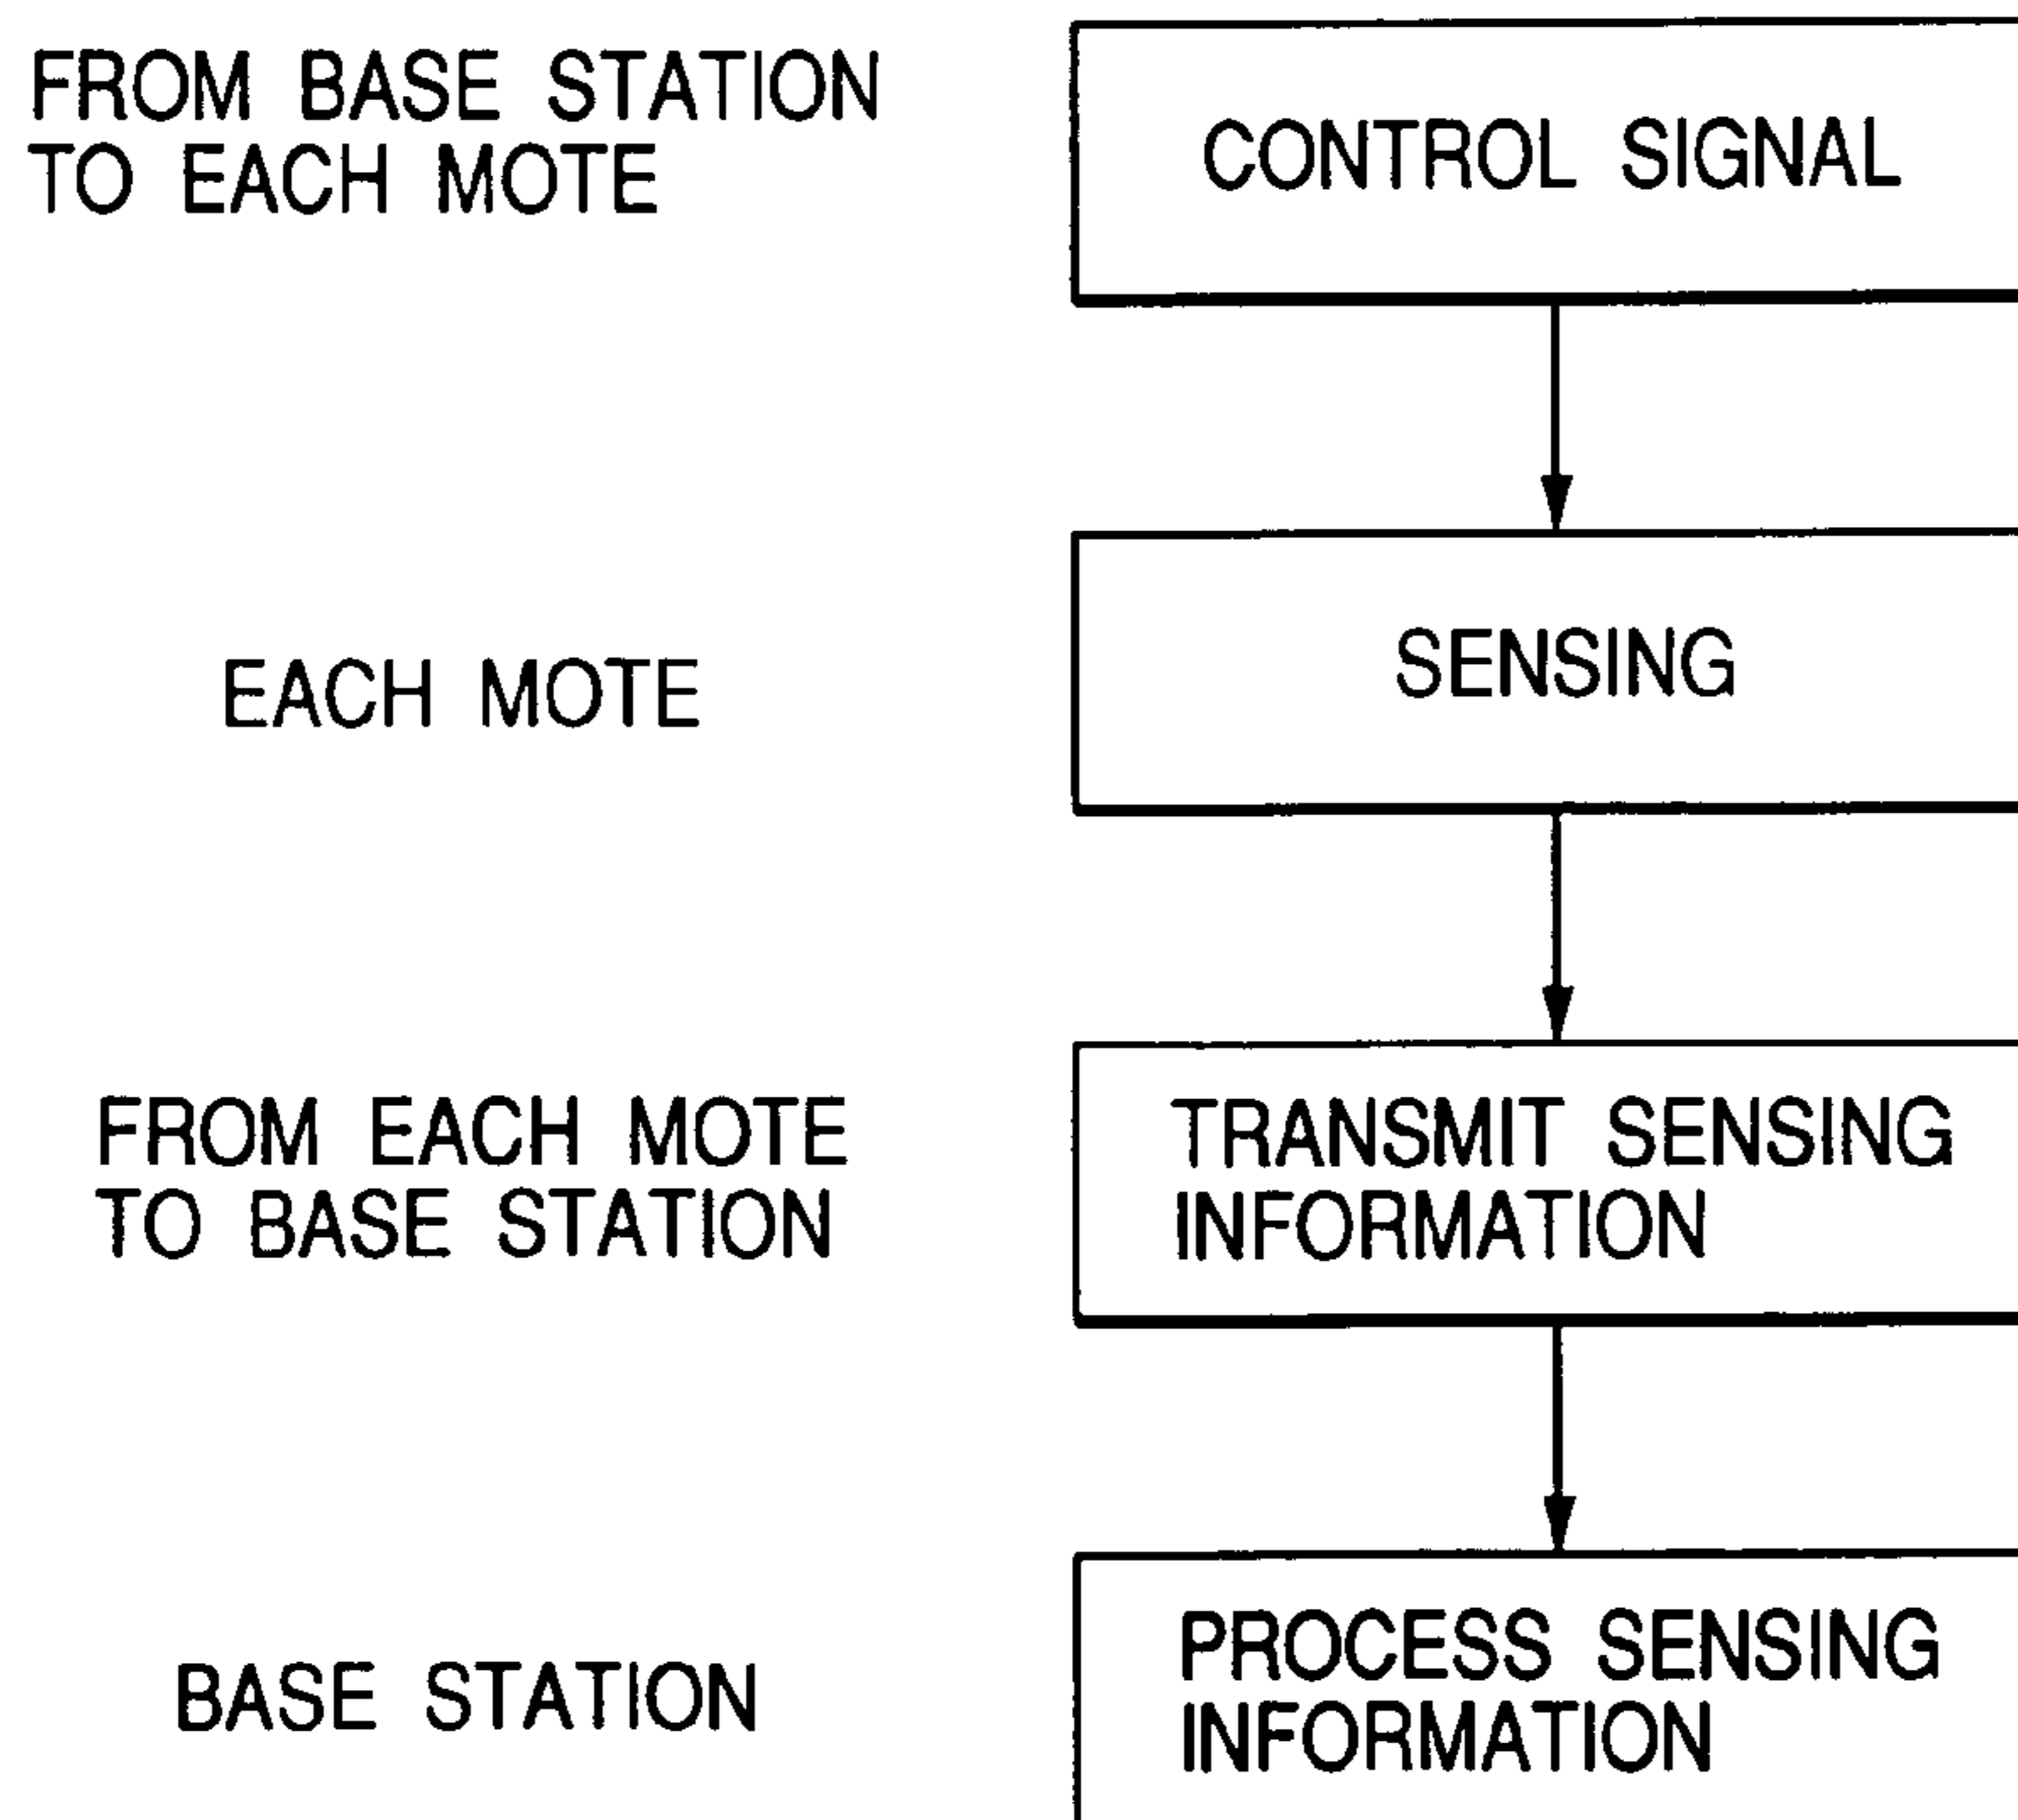 FROM BASE STATION
TO EACH MOTE
CONTROL SIGNAL
EACH MOTE
SENSING
FROM EACH MOTE
TO BASE STATION
TRANSMIT SENSING
INFORMATION
BASE STATION
PROCESS SENSING
INFORMATION